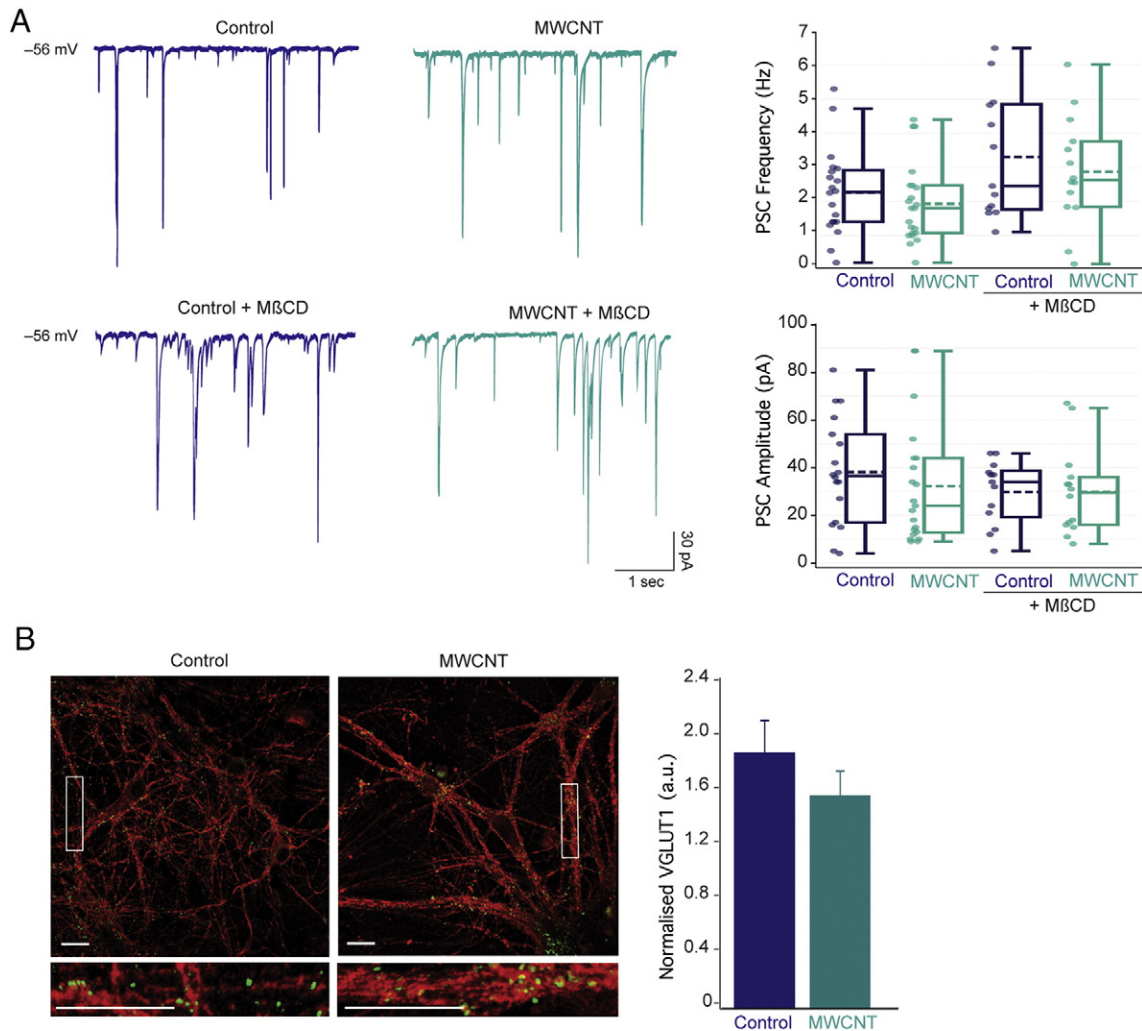 A
Control
MWCNT
–56 mV
Control + MßCD
MWCNT + MßCD
–56 mV
30 pA
1 sec
PSC Frequency (Hz)
7
6
5
4
3
2
1
0
Control
MWCNT
Control
MWCNT
+ MßCD
PSC Amplitude (pA)
100
80
60
40
20
0
Control
MWCNT
Control
MWCNT
+ MßCD
B
Control
MWCNT
Normalised VGLUT1 (a.u.)
2.4
2.0
1.6
1.2
0.8
0.4
0
Control
MWCNT